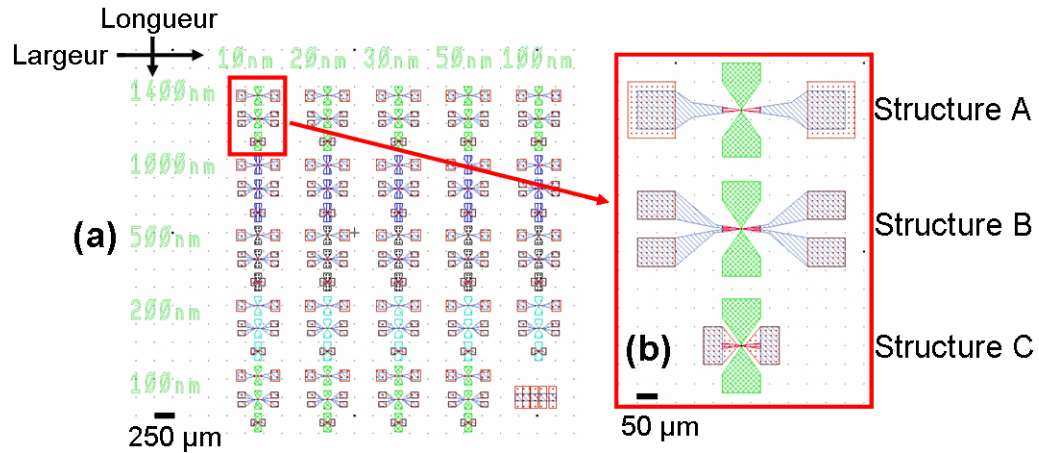 Longueur
Largeur
10nm 20nm 30nm 50nm 100nm
1400nm
1000nm
500nm
200nm
100nm
(a)
250 µm
Structure A
Structure B
Structure C
(b)
50 µm